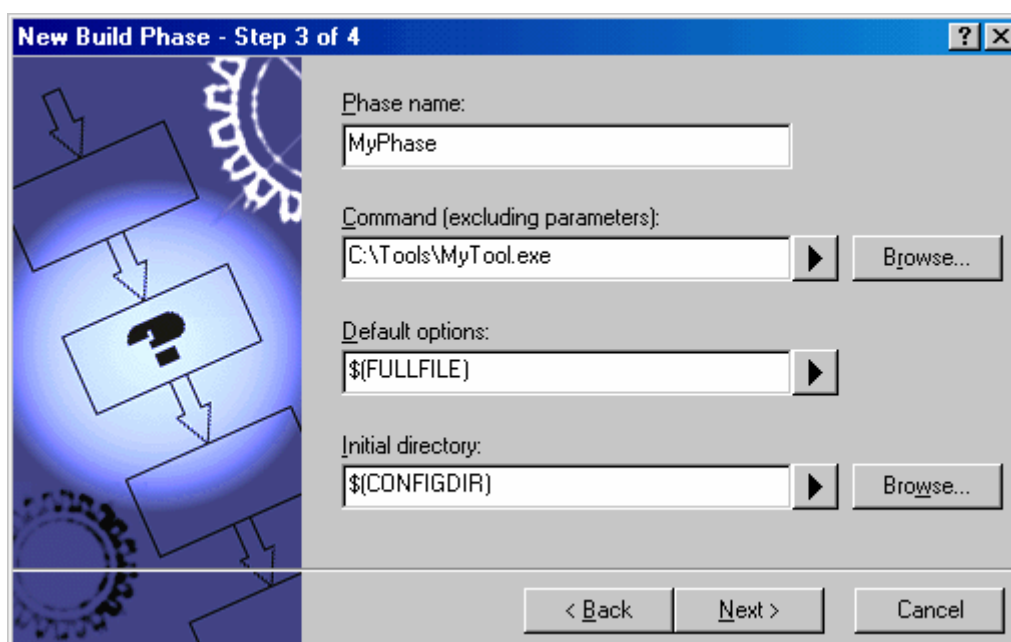 New Build Phase - Step 3 of 4
Phase name:
MyPhase
Command (excluding parameters):
C:\Tools\MyTool.exe
Browse...
Default options:
$(FULLFILE)
Initial directory:
$(CONFIGDIR)
Browse...
< Back Next > Cancel